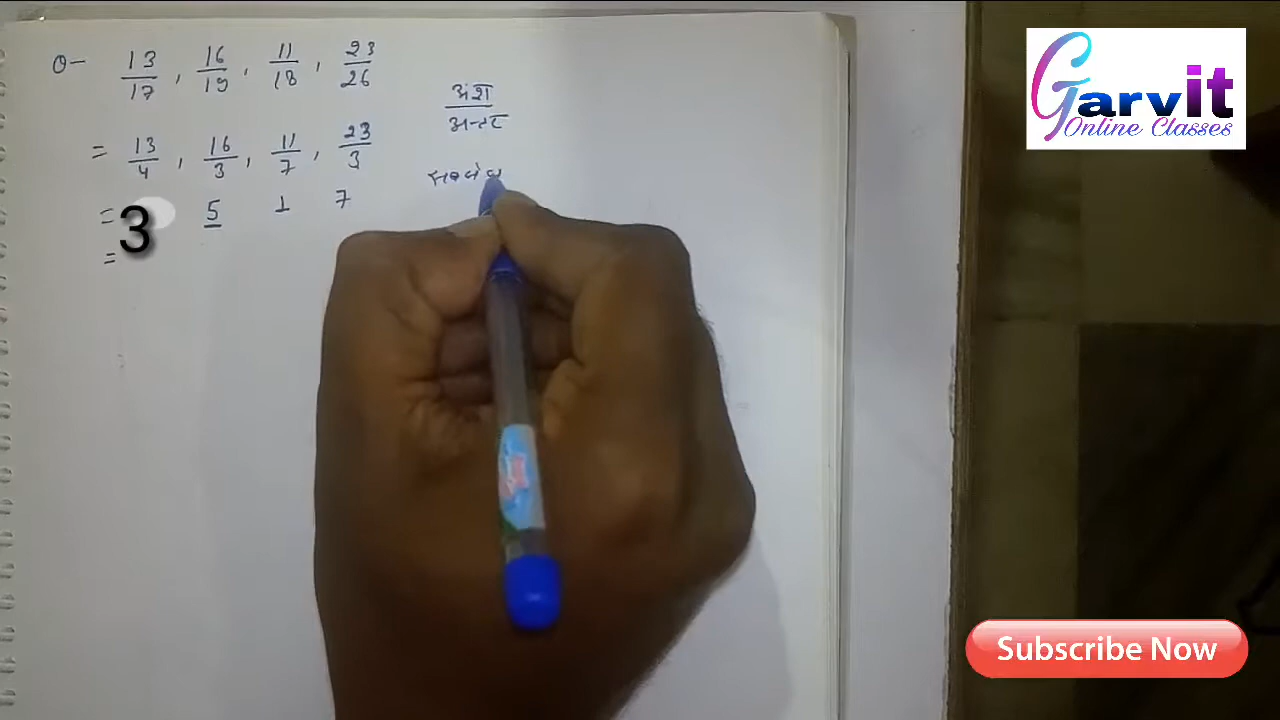 Q- 13/17, 16/19, 11/18, 23/26
= 13/4, 16/3, 11/7, 23/3
= 3 5 1 7
=
अंश
अन्तर
Garvit
Online Classes
Subscribe Now